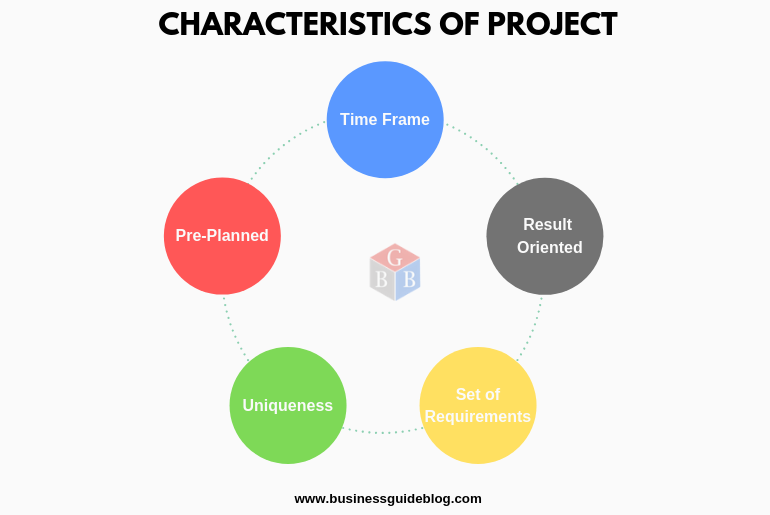 CHARACTERISTICS OF PROJECT
Time Frame
Pre-Planned
Result
Oriented
G
B B
Uniqueness
Set of
Requirements
www.businessguideblog.com